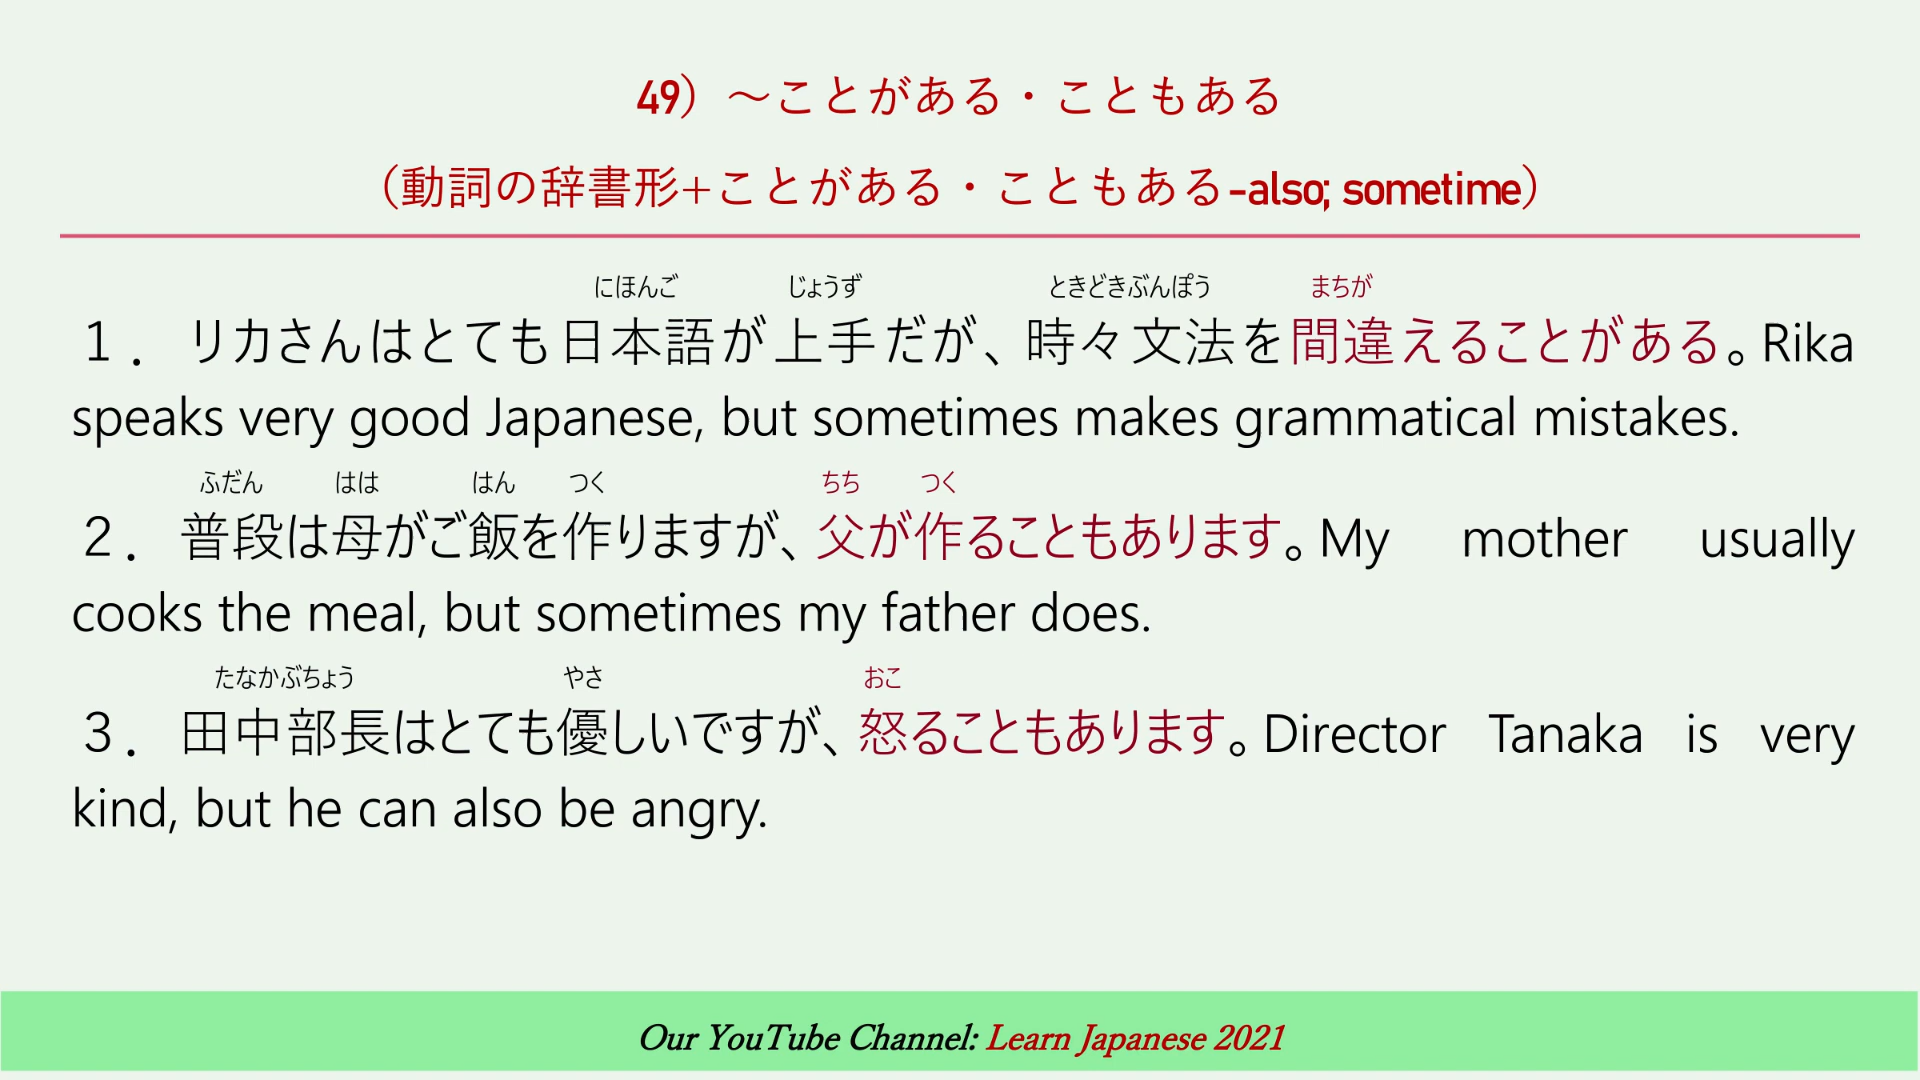 49）～ことがある・こともある
（動詞の辞書形+ことがある・こともある-also; sometime）
にほんご じょうず ときどきぶんぽう まちが
１．リカさんはとても日本語が上手だが、時々文法を間違えることがある。Rika
speaks very good Japanese, but sometimes makes grammatical mistakes.
ふだん はは はん つく ちち つく
２．普段は母がご飯を作りますが、父が作ることもあります。My mother usually
cooks the meal, but sometimes my father does.
たなかぶちょう やさ おこ
３．田中部長はとても優しいですが、怒ることもあります。Director Tanaka is very
kind, but he can also be angry.
Our YouTube Channel: Learn Japanese 2021